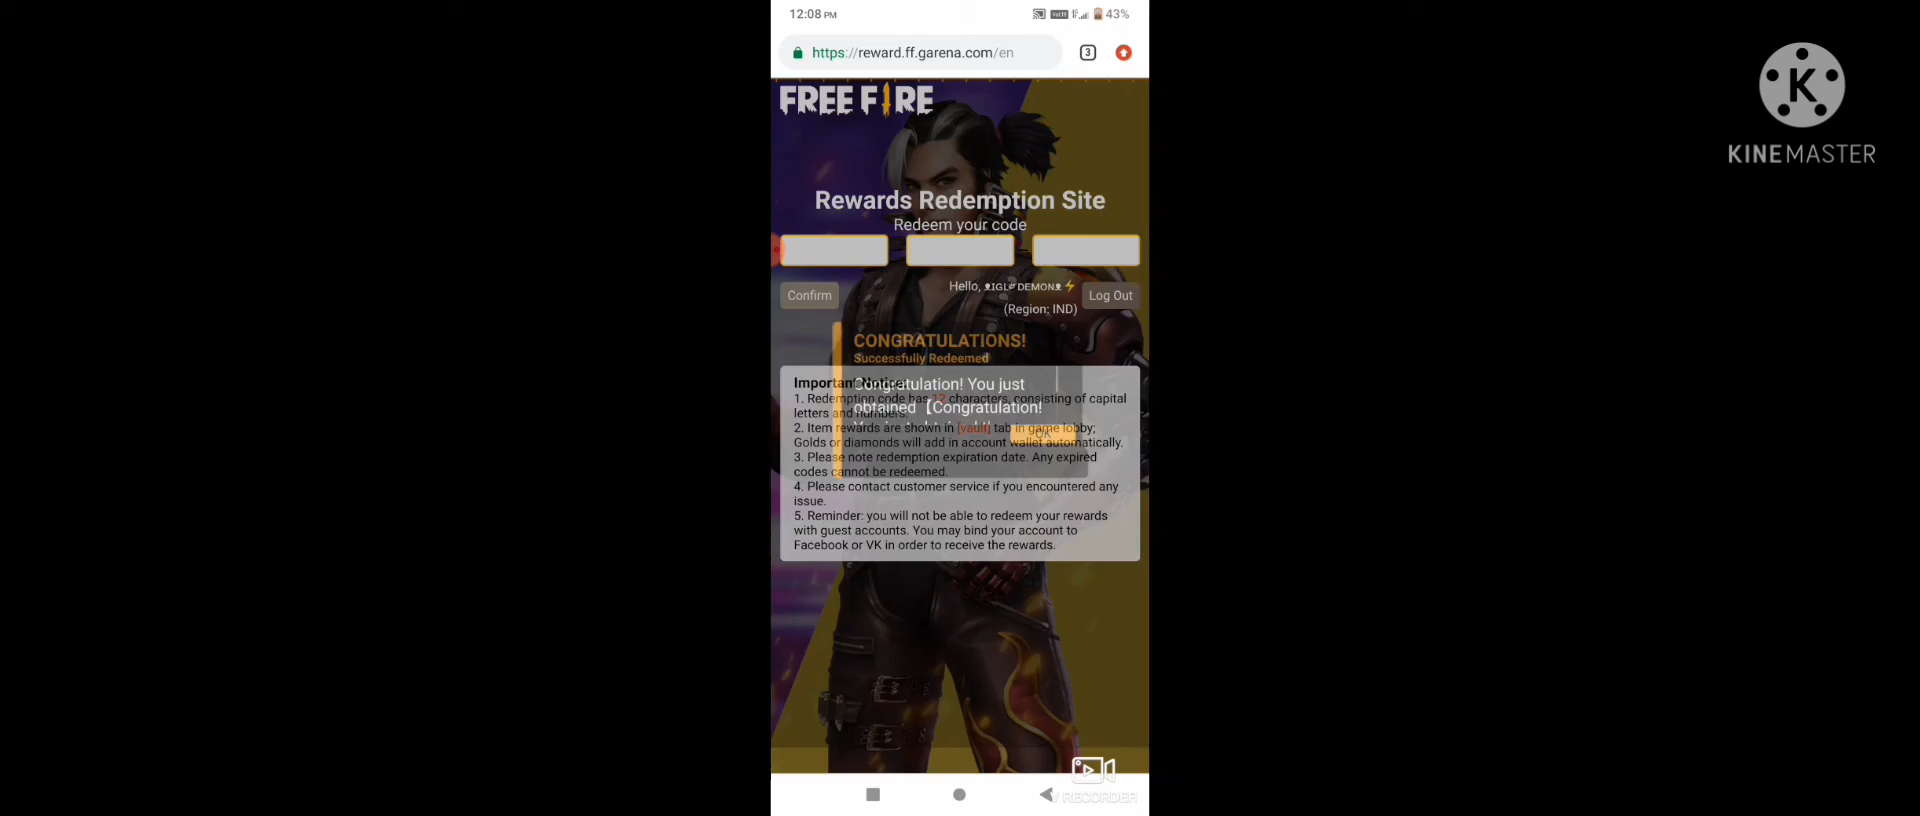 12:08 PM
VoLTE
43%
https://reward.ff.garena.com/en
3
FREE FIRE
K
KINEMASTER
Rewards Redemption Site
Redeem your code
Confirm
Hello, ᴥIGLᴓDEMONᴥ⚡
Log Out
(Region: IND)
CONGRATULATIONS!
Successfully Redeemed
Congratulation! You just
obtained【Congratulation!
OK
1. Redemption code has 12 characters, consisting of capital
letters and numbers.
2. Item rewards are shown in [vault] tab in game lobby;
Golds or diamonds will add in account wallet automatically.
3. Please note redemption expiration date. Any expired
codes cannot be redeemed.
4. Please contact customer service if you encountered any
issue.
5. Reminder: you will not be able to redeem your rewards
with guest accounts. You may bind your account to
Facebook or VK in order to receive the rewards.
V RECORDER